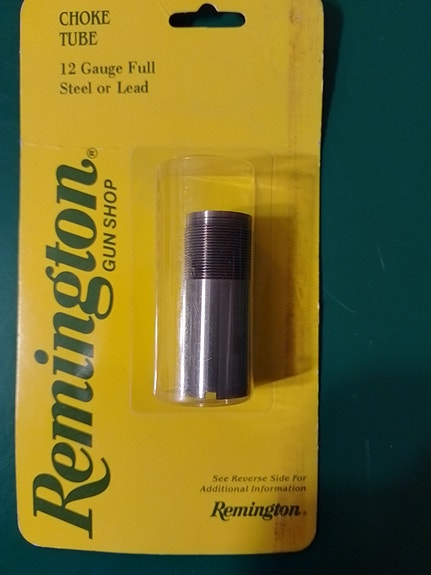 CHOKE
TUBE
12 Gauge Full
Steel or Lead
Remington®
GUN SHOP
See Reverse Side For
Additional Information
Remington®